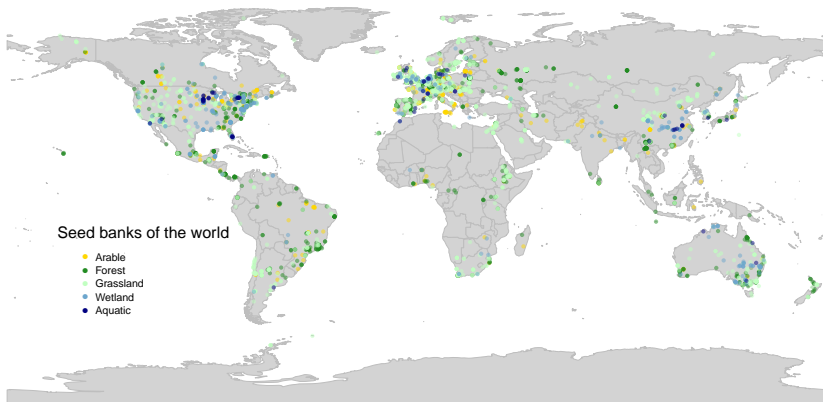 Seed banks of the world
Arable
Forest
Grassland
Wetland
Aquatic